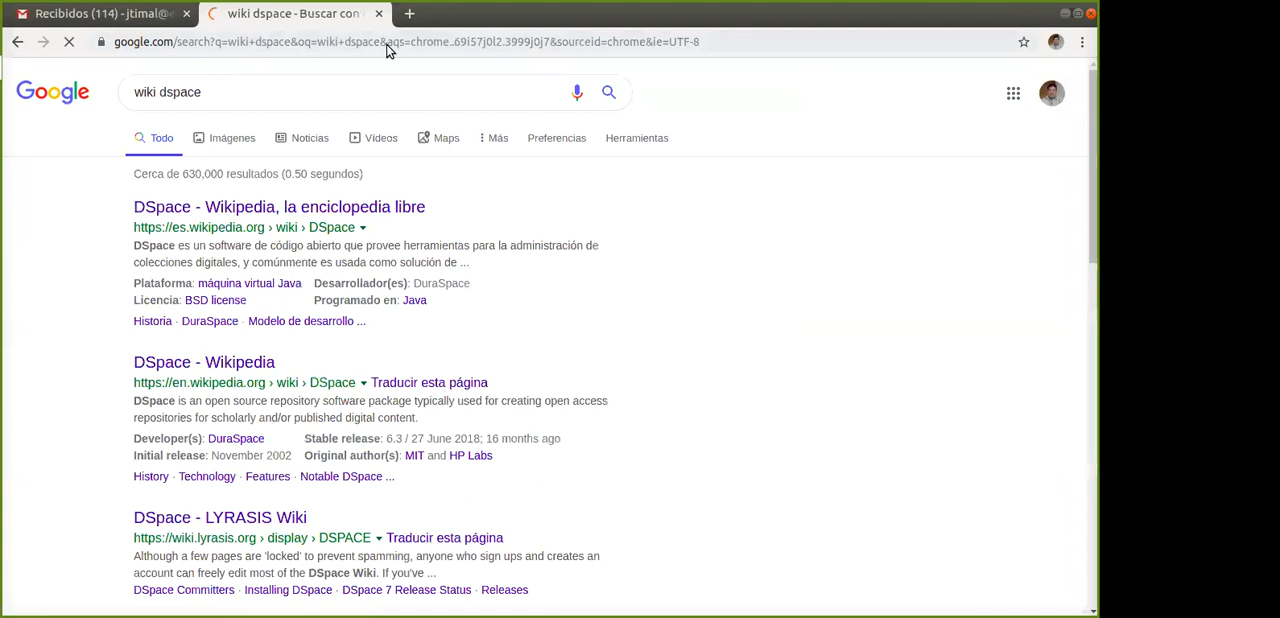 Recibidos (114) - jtimal@
wiki dspace - Buscar con
google.com/search?q=wiki+dspace&oq=wiki+dspace&aqs=chrome..69i57j0l2.3999j0j7&sourceid=chrome&ie=UTF-8
Google
wiki dspace
Todo Imágenes Noticias Vídeos Maps Más Preferencias Herramientas
Cerca de 630,000 resultados (0.50 segundos)
DSpace - Wikipedia, la enciclopedia libre
https://es.wikipedia.org › wiki › DSpace
DSpace es un software de código abierto que provee herramientas para la administración de
colecciones digitales, y comúnmente es usada como solución de ...
Plataforma: máquina virtual Java Desarrollador(es): DuraSpace
Licencia: BSD license Programado en: Java
Historia · DuraSpace · Modelo de desarrollo ...
DSpace - Wikipedia
https://en.wikipedia.org › wiki › DSpace Traducir esta página
DSpace is an open source repository software package typically used for creating open access
repositories for scholarly and/or published digital content.
Developer(s): DuraSpace Stable release: 6.3 / 27 June 2018; 16 months ago
Initial release: November 2002 Original author(s): MIT and HP Labs
History · Technology · Features · Notable DSpace ...
DSpace - LYRASIS Wiki
https://wiki.lyrasis.org › display › DSPACE Traducir esta página
Although a few pages are 'locked' to prevent spamming, anyone who sign ups and creates an
account can freely edit most of the DSpace Wiki. If you've ...
DSpace Committers · Installing DSpace · DSpace 7 Release Status · Releases